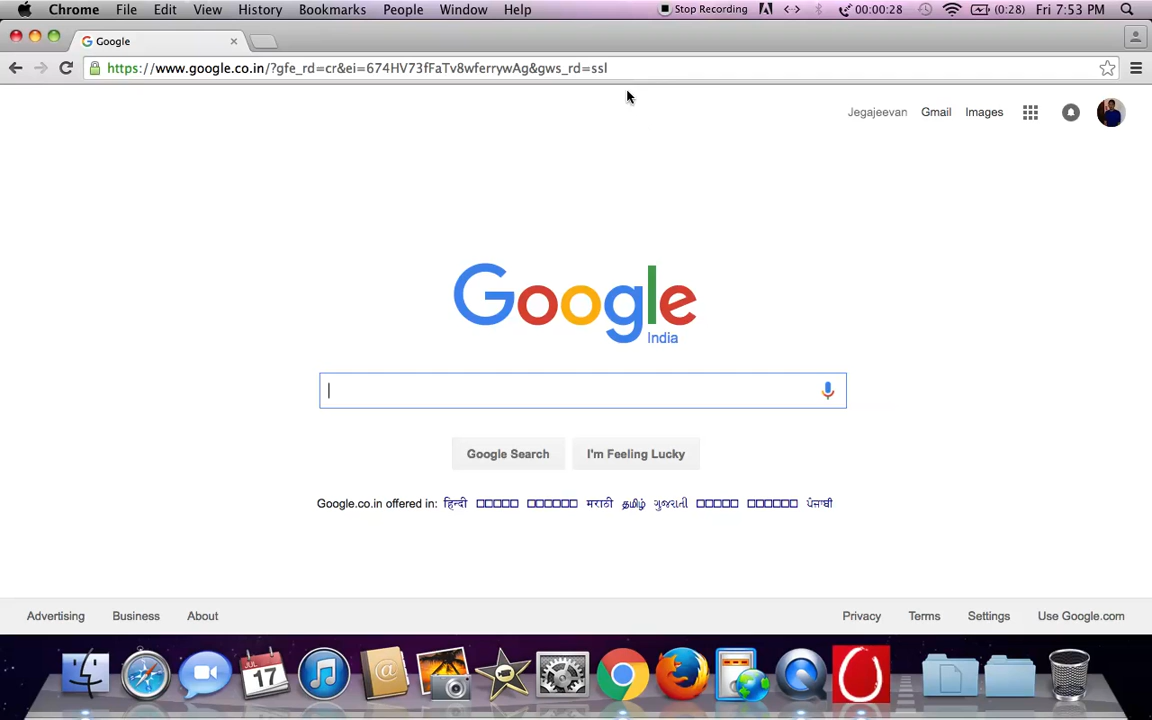 Chrome File Edit View History Bookmarks People Window Help Stop Recording 00:00:28 (0:28) Fri 7:53 PM
Google
https://www.google.co.in/?gfe_rd=cr&ei=674HV73fFaTv8wferrywAg&gws_rd=ssl
Jegajeevan Gmail Images
Google
India
Google Search I'm Feeling Lucky
Google.co.in offered in: हिन्दी मराठी தமிழ் ગુજરાતી ਪੰਜਾਬੀ
Advertising Business About Privacy Terms Settings Use Google.com
JUL
17